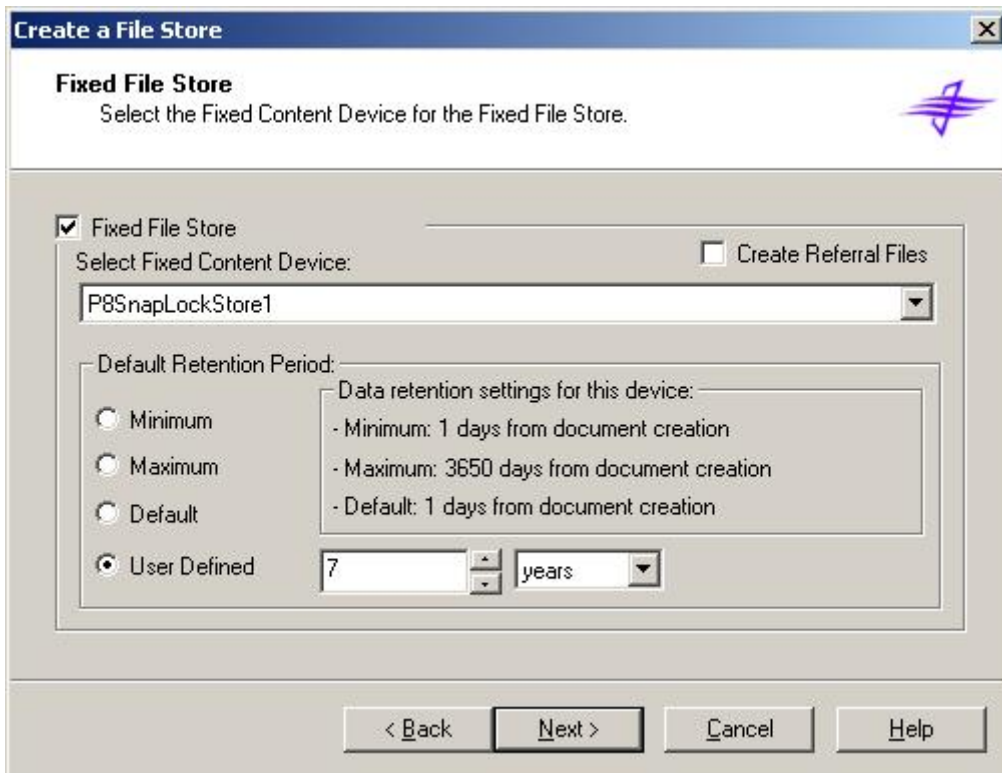 Create a File Store
Fixed File Store
Select the Fixed Content Device for the Fixed File Store.
Fixed File Store
Create Referral Files
Select Fixed Content Device:
P8SnapLockStore1
Default Retention Period:
Data retention settings for this device:
Minimum
- Minimum: 1 days from document creation
Maximum
- Maximum: 3650 days from document creation
Default
- Default: 1 days from document creation
User Defined 7 years
< Back Next > Cancel Help